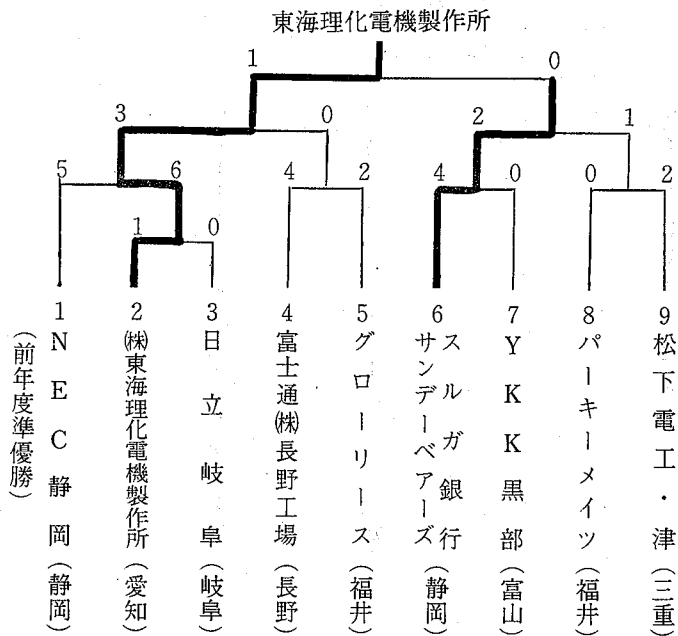 東海理化電機製作所
1 0
3 0 2 1
5 6 4 2 4 0 0 2
1 0
1 2 3 4 5 6 7 8 9
NEC静岡(静岡)
(前年度準優勝)
㈱東海理化電機製作所(愛知)
日立岐阜(岐阜)
富士通㈱長野工場(長野)
グローリース(福井)
スルガ銀行
サンデーベアーズ(静岡)
YKK黒部(富山)
パーキーメイツ(福井)
松下電工・津(三重)